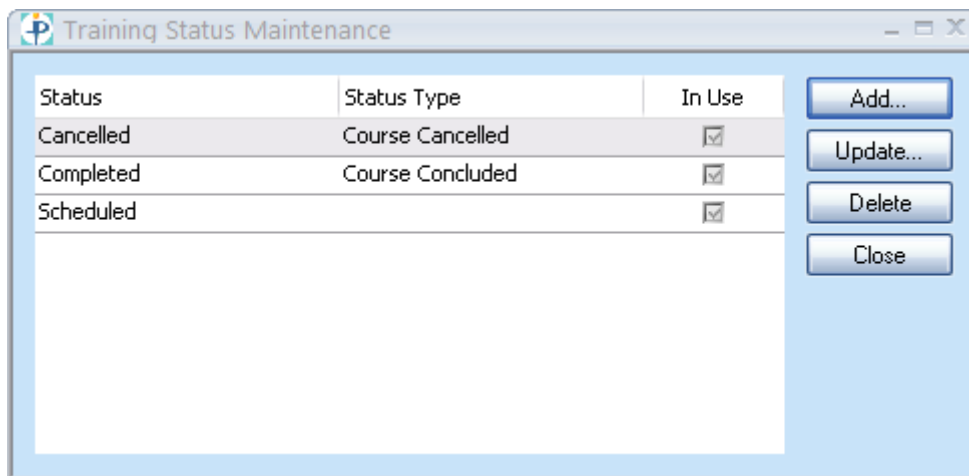 Training Status Maintenance
Status Status Type In Use
Cancelled Course Cancelled
Completed Course Concluded
Scheduled
Add...
Update...
Delete
Close